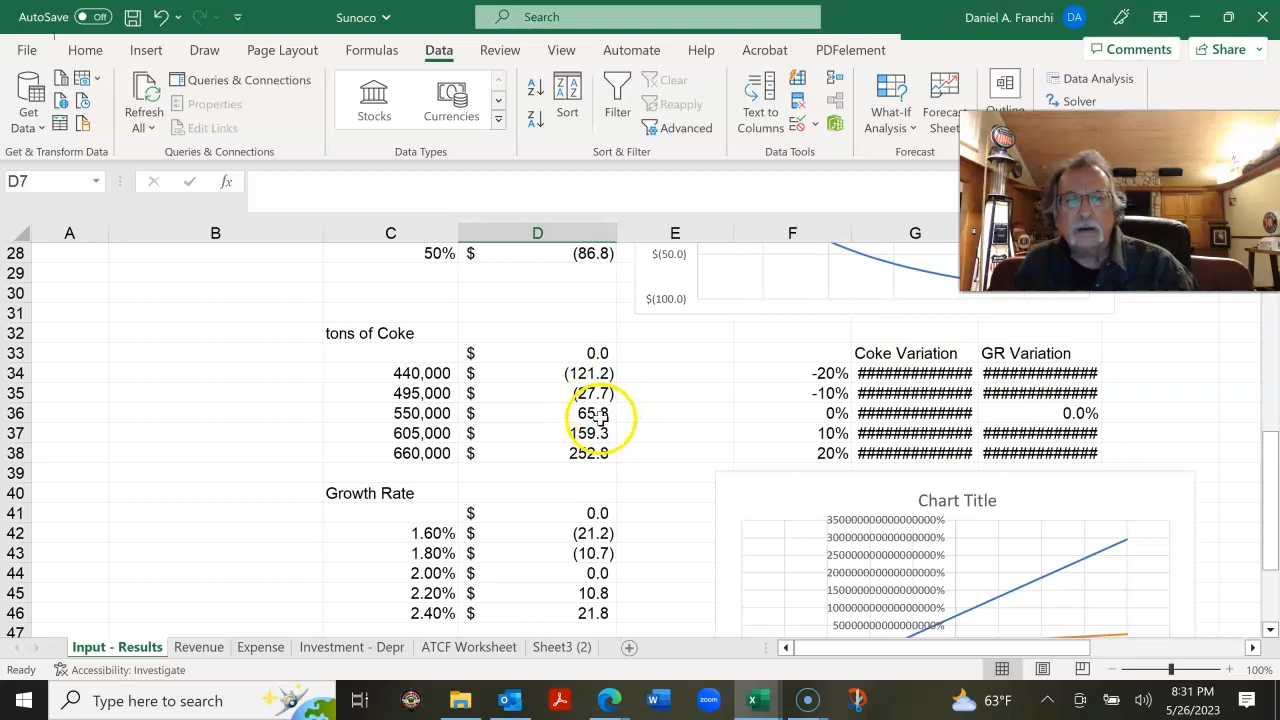 AutoSave Off Sunoco Search Daniel A. Franchi DA
File Home Insert Draw Page Layout Formulas Data Review View Automate Help Acrobat PDFelement Comments Share
Get Data
Refresh All
Queries & Connections
Properties
Edit Links
Stocks
Currencies
Sort
Filter
Clear
Reapply
Advanced
Text to Columns
What-If Analysis
Forecast Sheet
Outline
Data Analysis
Solver
Get & Transform Data Queries & Connections Data Types Sort & Filter Data Tools Forecast
D7 fx
A B C D E F G
28 50% $ (86.8) $(50.0)
29
30 $(100.0)
31
32 tons of Coke
33 $ 0.0 Coke Variation GR Variation
34 440,000 $ (121.2) -20% ############# #############
35 495,000 $ (27.7) -10% ############# #############
36 550,000 $ 0% ############# 0.0%
37 605,000 $ 159.3 10% ############# #############
38 660,000 $ 252.8 20% ############# #############
39
40 Growth Rate Chart Title
41 $ 0.0
42 1.60% $ (21.2)
43 1.80% $ (10.7)
44 2.00% $ 0.0
45 2.20% $ 10.8
46 2.40% $ 21.8
47
Input - Results Revenue Expense Investment - Depr ATCF Worksheet Sheet3 (2)
Ready Accessibility: Investigate 100%
Type here to search zoom 63°F 8:31 PM
5/26/2023